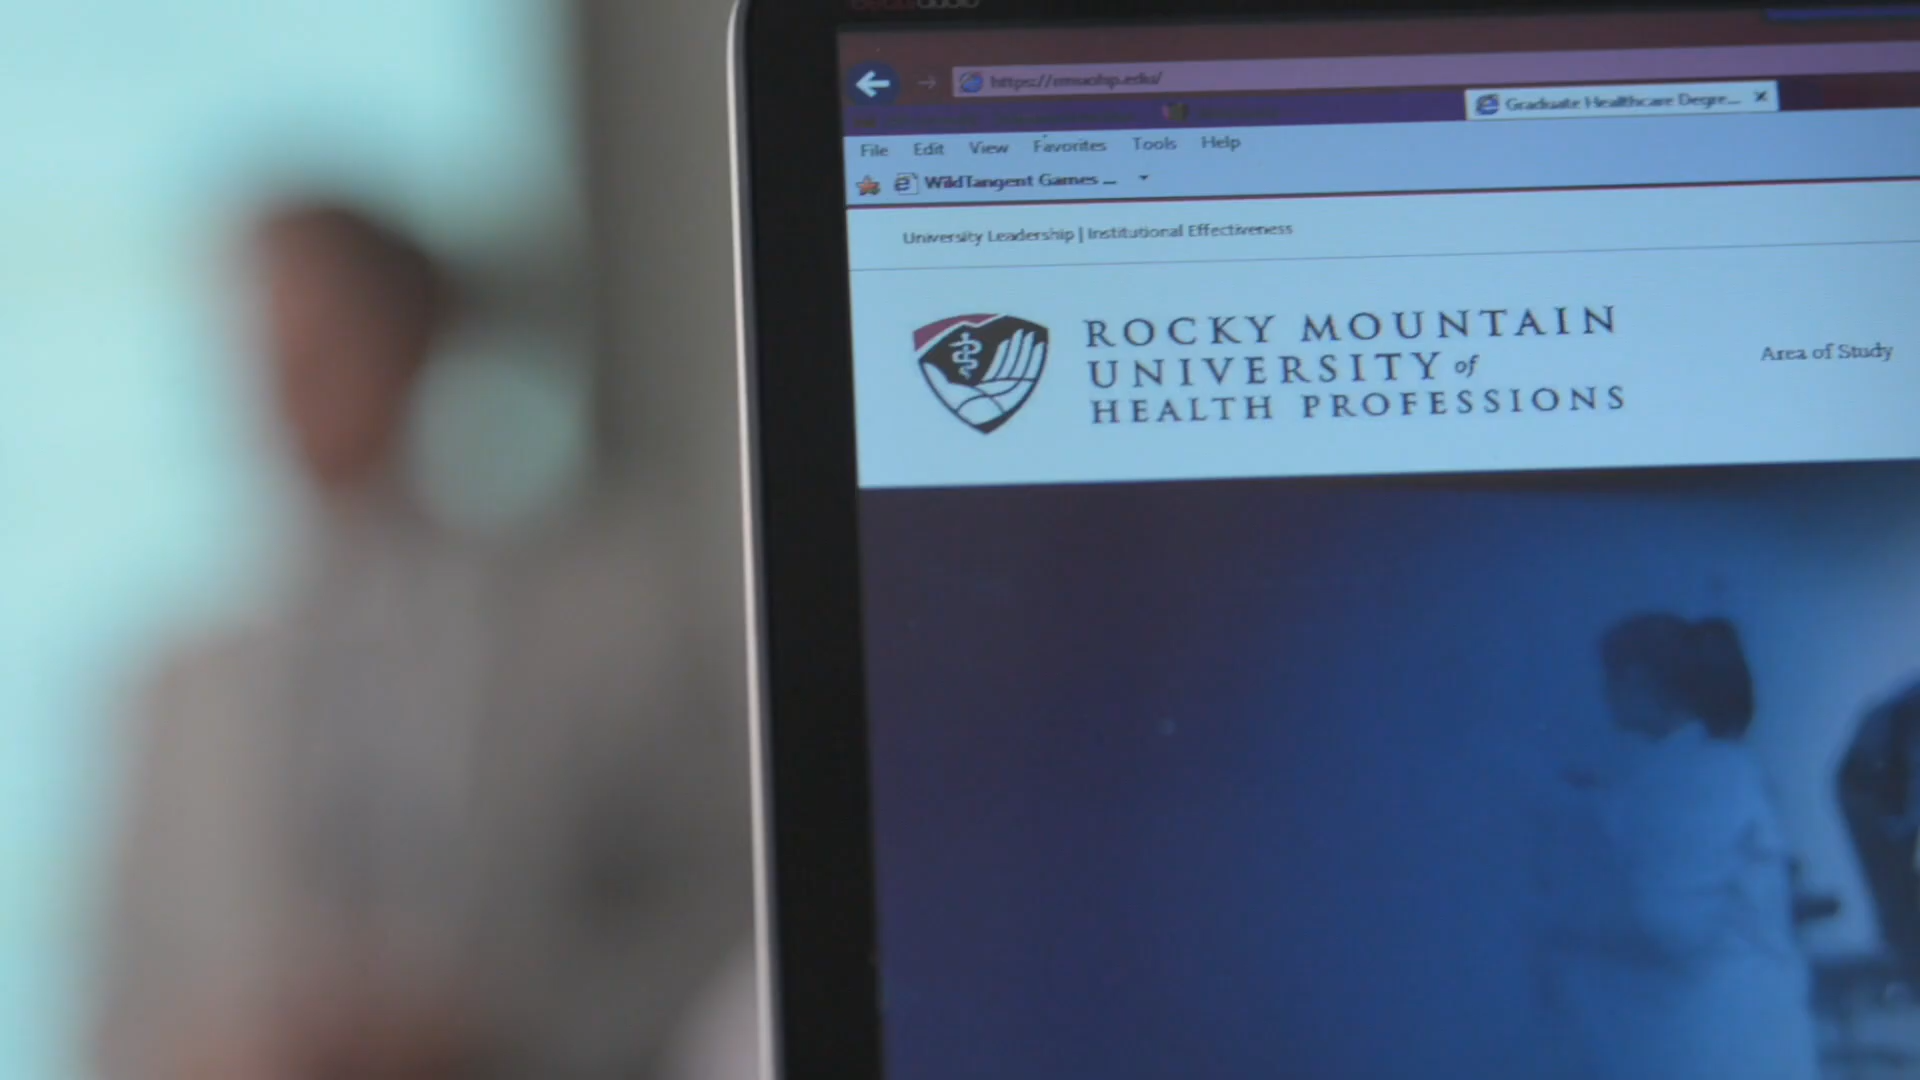 https://rmuohp.edu/
Graduate Healthcare Degre...
File Edit View Favorites Tools Help
WildTangent Games ...
University Leadership | Institutional Effectiveness
ROCKY MOUNTAIN
UNIVERSITY of
HEALTH PROFESSIONS
Area of Study